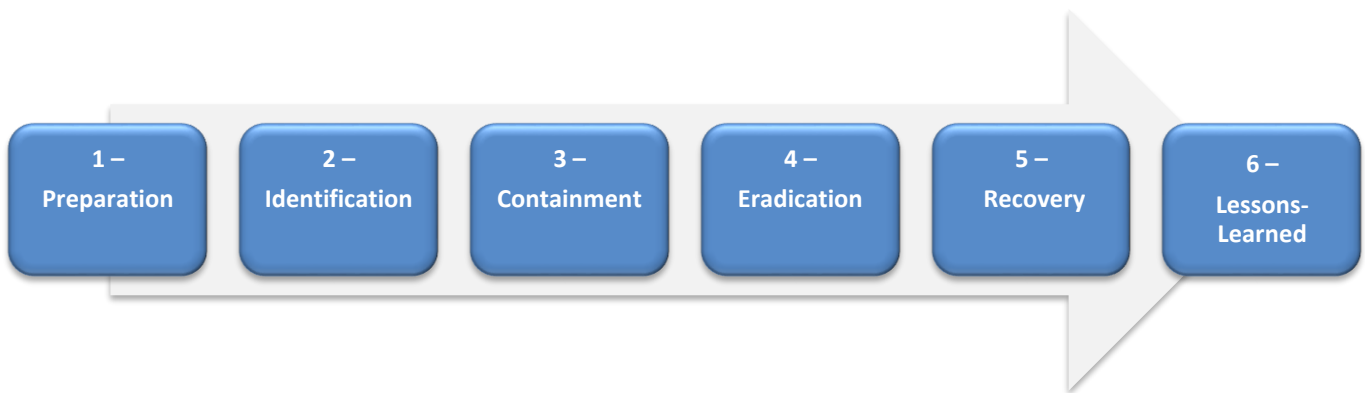 1 –
Preparation
2 –
Identification
3 –
Containment
4 –
Eradication
5 –
Recovery
6 –
Lessons-
Learned